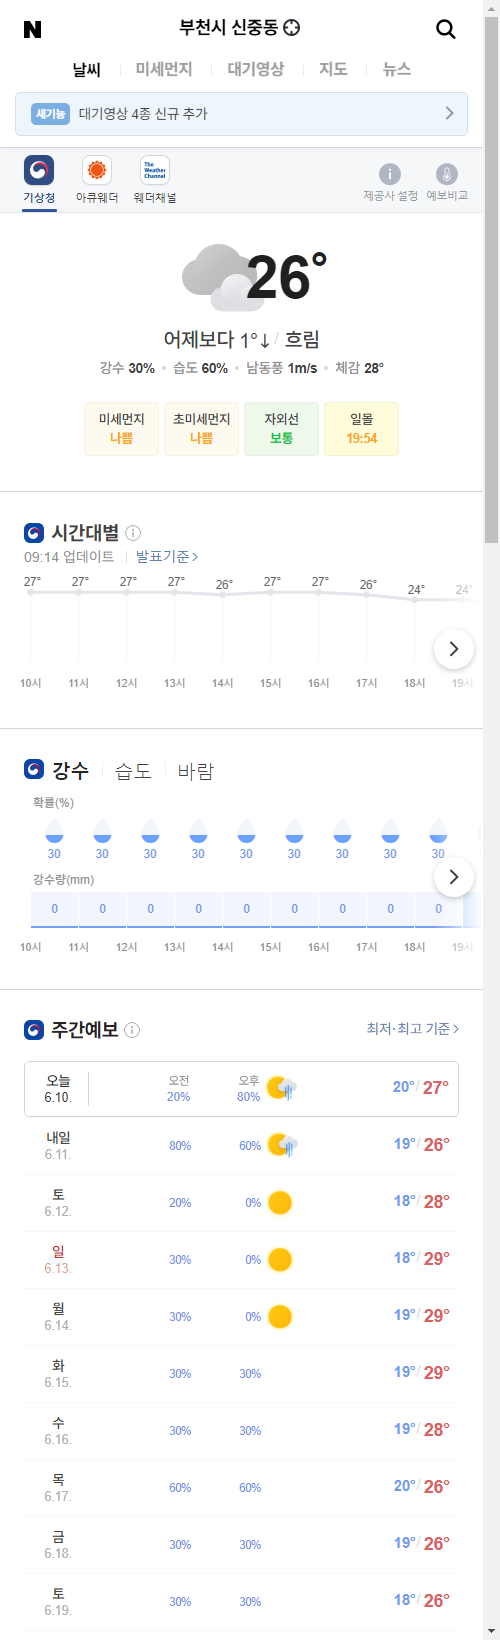 N 부천시 신중동
날씨 미세먼지 대기영상 지도 뉴스
새기능 대기영상 4종 신규 추가
The Weather Channel
기상청 아큐웨더 웨더채널 제공사 설정 예보비교
26°
어제보다 1°↓ / 흐림
강수 30% • 습도 60% • 남동풍 1m/s • 체감 28°
미세먼지 초미세먼지 자외선 일몰
나쁨 나쁨 보통 19:54
시간대별
09:14 업데이트 발표기준 >
27° 27° 27° 27° 26° 27° 27° 26° 24° 24°
10시 11시 12시 13시 14시 15시 16시 17시 18시 19시
강수 습도 바람
확률(%)
30 30 30 30 30 30 30 30 30
강수량(mm)
0 0 0 0 0 0 0 0 0
10시 11시 12시 13시 14시 15시 16시 17시 18시 19시
주간예보 최저·최고 기준 >
오늘 오전 오후
6.10. 20% 80% 20° / 27°
내일
6.11. 80% 60% 19° / 26°
토
6.12. 20% 0% 18° / 28°
일
6.13. 30% 0% 18° / 29°
월
6.14. 30% 0% 19° / 29°
화
6.15. 30% 30% 19° / 29°
수
6.16. 30% 30% 19° / 28°
목
6.17. 60% 60% 20° / 26°
금
6.18. 30% 30% 19° / 26°
토
6.19. 30% 30% 18° / 26°